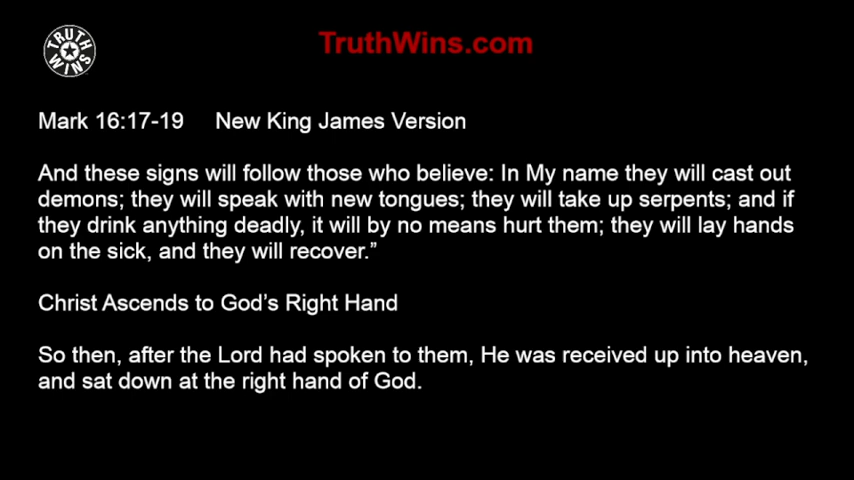 TRUTH
WINS
TruthWins.com
Mark 16:17-19 New King James Version
And these signs will follow those who believe: In My name they will cast out
demons; they will speak with new tongues; they will take up serpents; and if
they drink anything deadly, it will by no means hurt them; they will lay hands
on the sick, and they will recover.”
Christ Ascends to God’s Right Hand
So then, after the Lord had spoken to them, He was received up into heaven,
and sat down at the right hand of God.